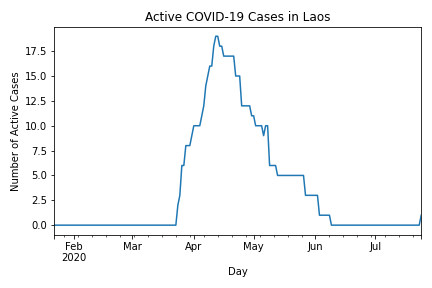 Active COVID-19 Cases in Laos
Number of Active Cases
17.5
15.0
12.5
10.0
7.5
5.0
2.5
0.0
Feb Mar Apr May Jun Jul
2020
Day